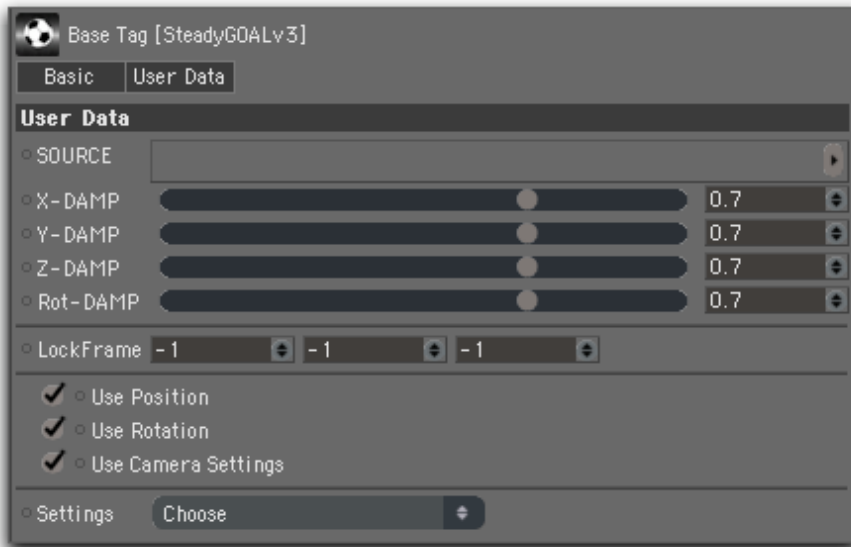 Base Tag [SteadyGOALv3]
Basic User Data
User Data
SOURCE
X-DAMP 0.7
Y-DAMP 0.7
Z-DAMP 0.7
Rot-DAMP 0.7
LockFrame -1 -1 -1
Use Position
Use Rotation
Use Camera Settings
Settings Choose